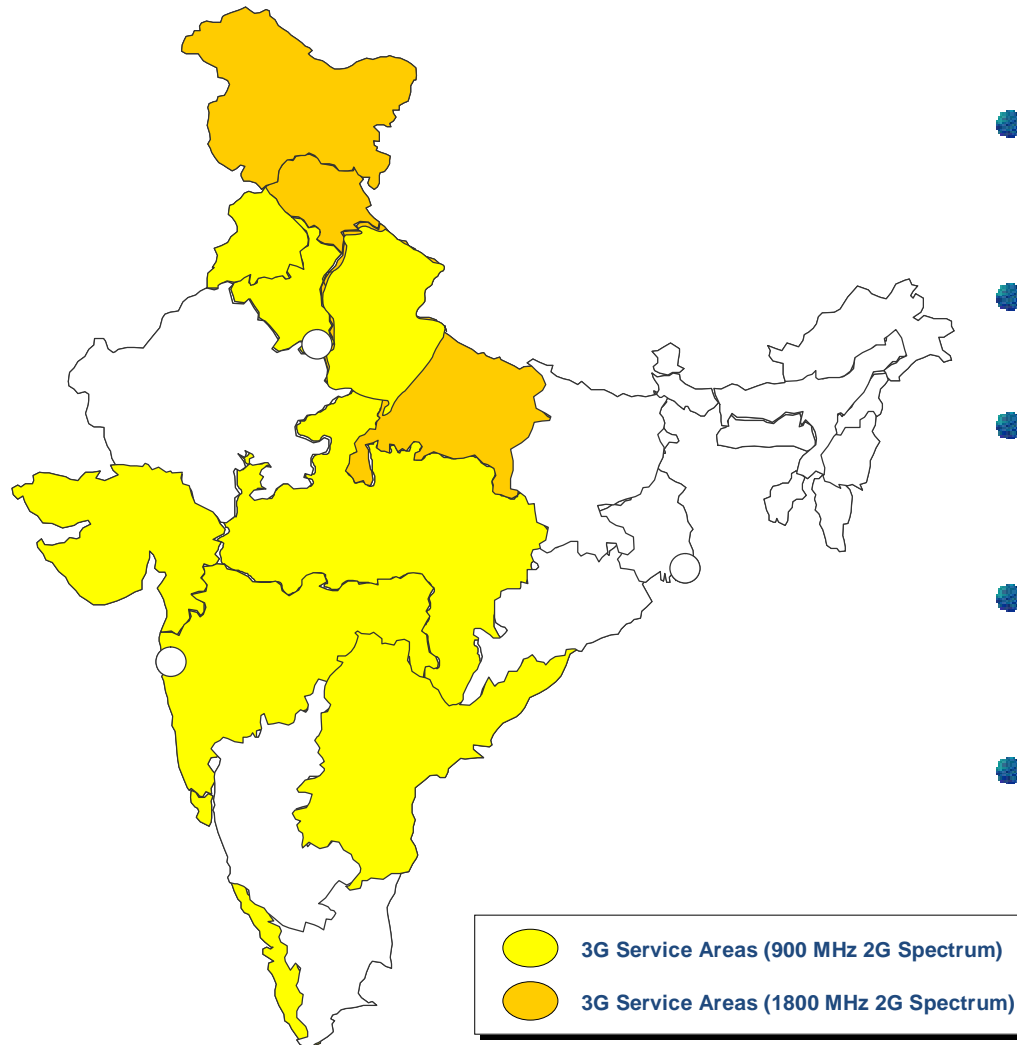 3G Service Areas (900 MHz 2G Spectrum)
3G Service Areas (1800 MHz 2G Spectrum)